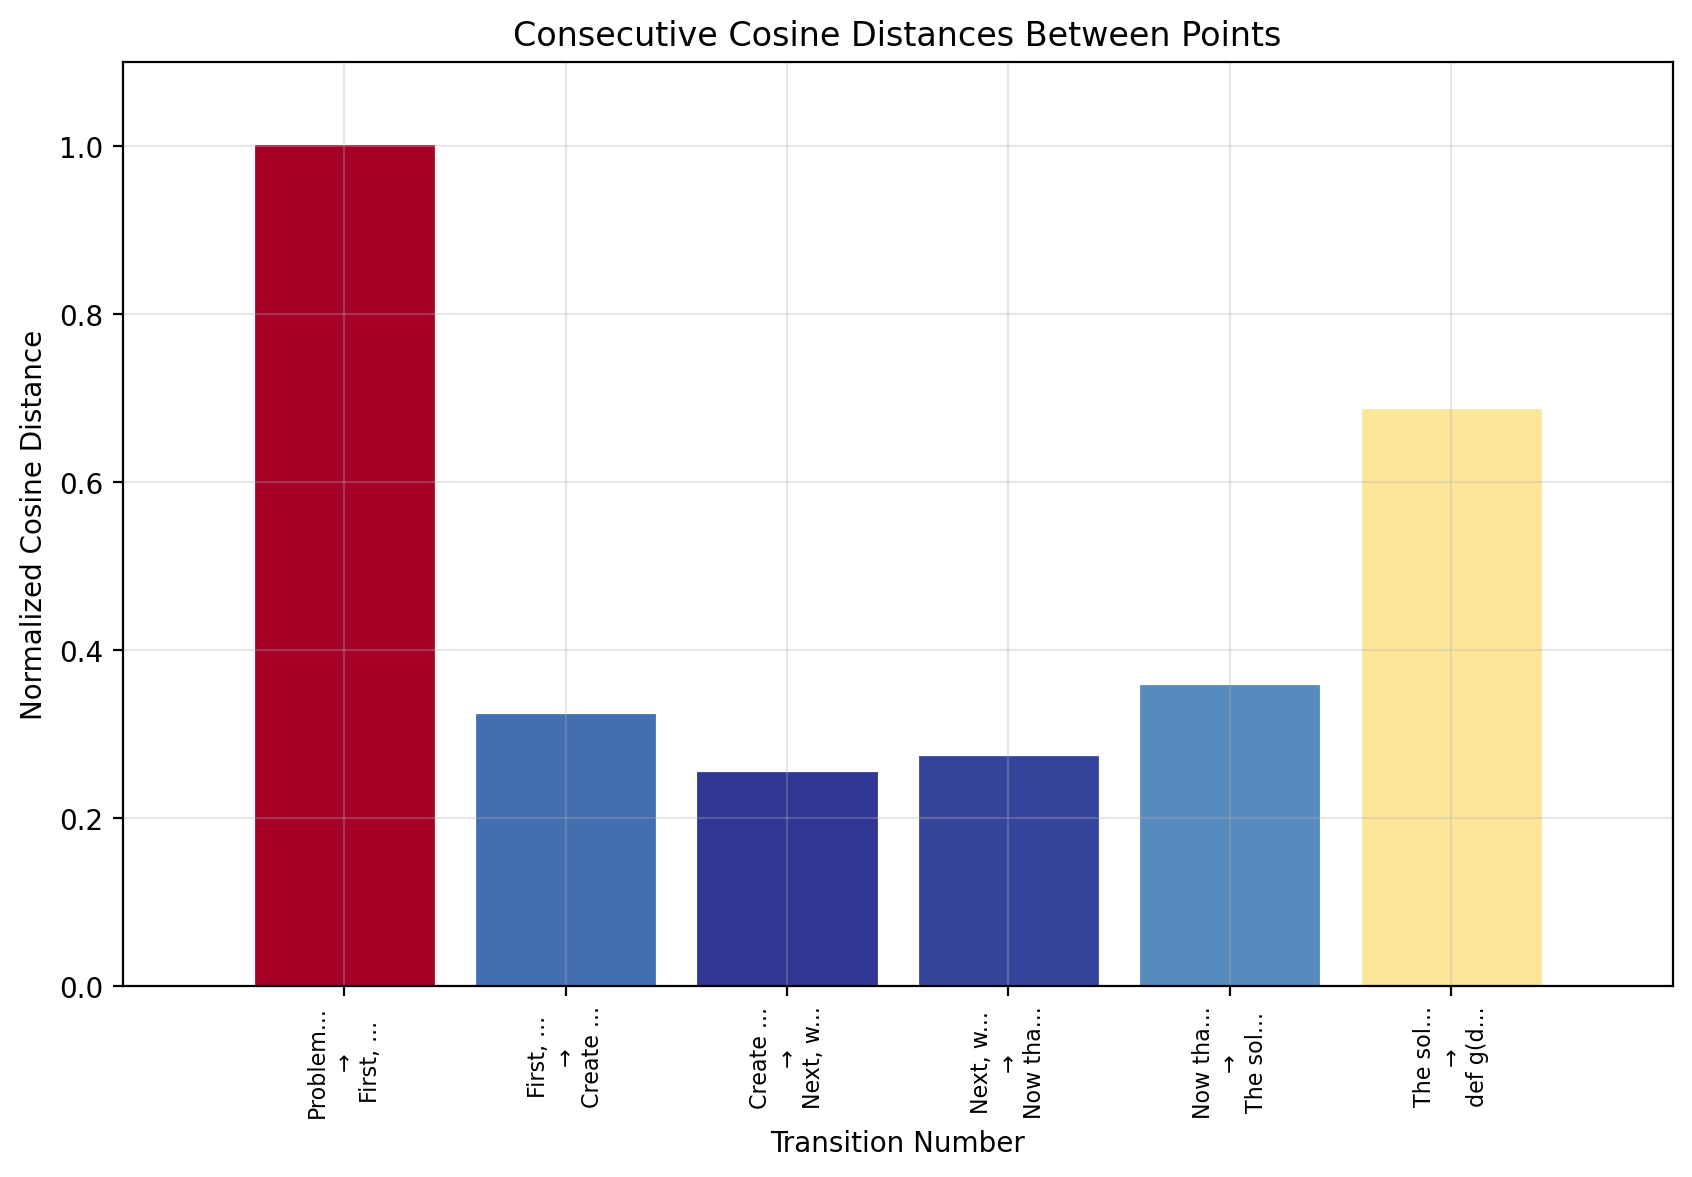 Consecutive Cosine Distances Between Points
Normalized Cosine Distance
1.0
0.8
0.6
0.4
0.2
0.0
Problem...
→
First, ...
First, ...
→
Create ...
Create ...
→
Next, w...
Next, w...
→
Now tha...
Now tha...
→
The sol...
The sol...
→
def g(d...
Transition Number